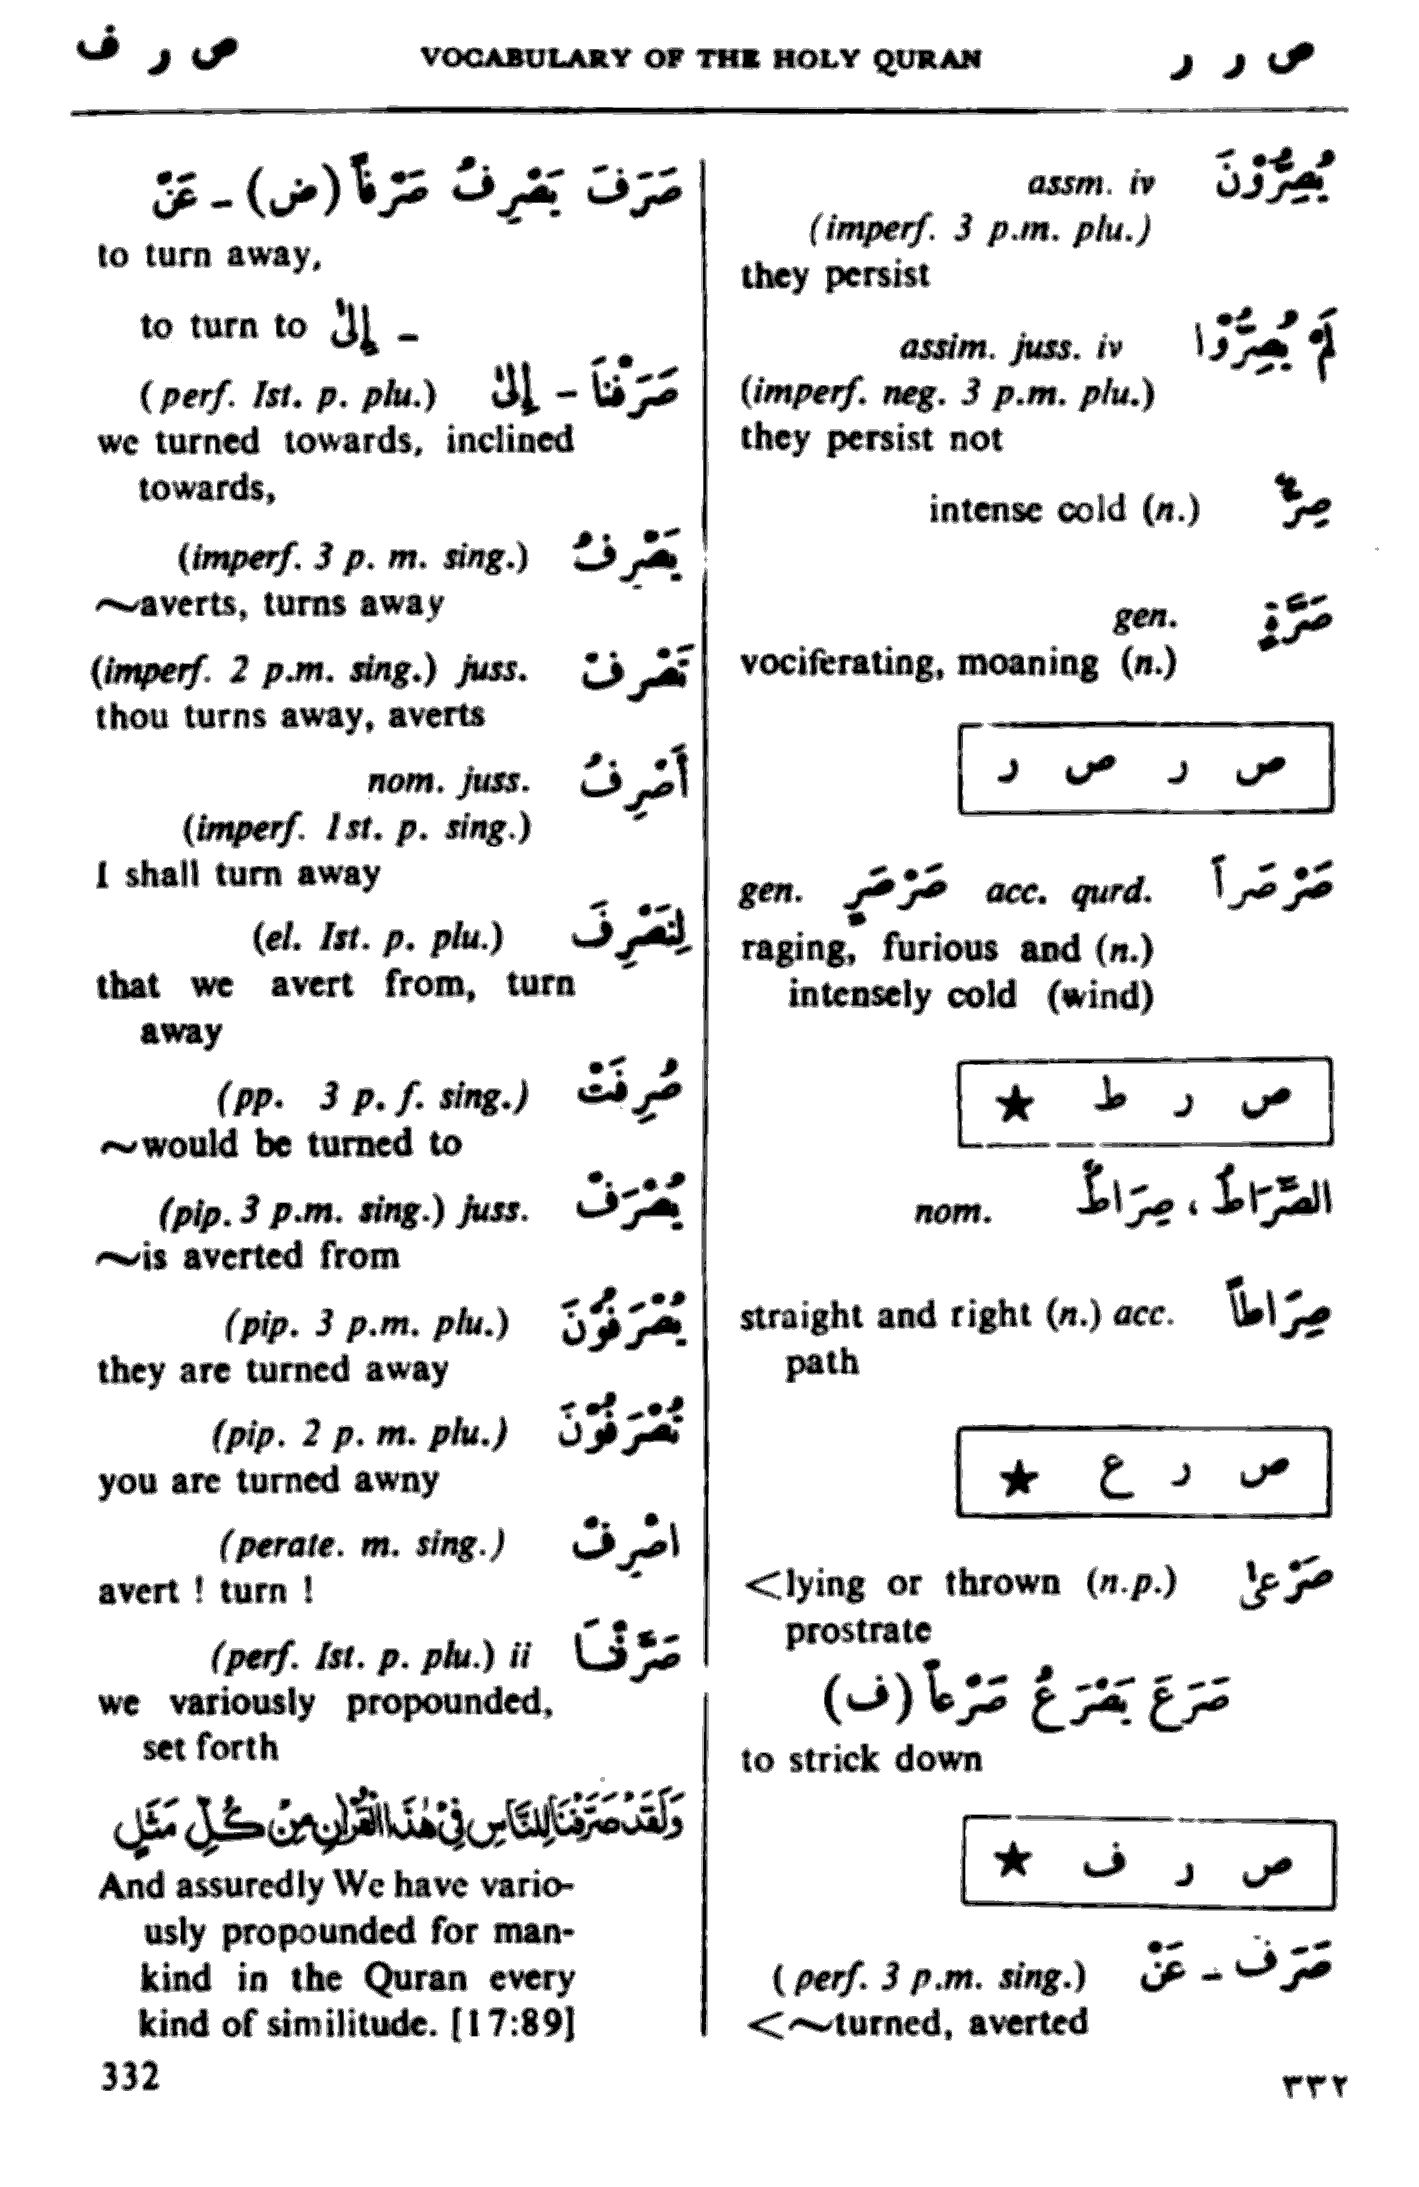 ص ر ف VOCABULARY OF THE HOLY QURAN ص ر ر
يُصِرُّوْنَ assm. iv
(imperf. 3 p.m. plu.)
they persist
لَمْ يُصِرُّوْا assim. juss. iv
(imperf. neg. 3 p.m. plu.)
they persist not
صِرٌّ intense cold (n.)
صَرَّةٍ gen.
vociferating, moaning (n.)
ص ر ص ر
صَرْصَراً acc. qurd. صَرْصَرٍ gen.
raging, furious and (n.)
intensely cold (wind)
ص ر ط ★
الصِّرَاطُ ، صِرَاطٌ nom.
صِرَاطاً straight and right (n.) acc.
path
ص ر ع ★
صَرْعىٰ <lying or thrown (n.p.)
prostrate
صَرَعَ يَصْرَعُ صَرْعاً (ف)
to strick down
ص ر ف ★
صَرَفَ - عَنْ ( perf. 3 p.m. sing.)
<~turned, averted
صَرَفَ يَصْرِفُ صَرْفاً (ض) - عَنْ
to turn away,
- إِلىٰ to turn to
صَرَفْنَا - إِلىٰ ( perf. Ist. p. plu.)
we turned towards, inclined
towards,
يَصْرِفُ (imperf. 3 p. m. sing.)
~averts, turns away
تَصْرِفْ (imperf. 2 p.m. sing.) juss.
thou turns away, averts
أَصْرِفُ nom. juss.
(imperf. 1st. p. sing.)
I shall turn away
لِنَصْرِفَ (el. Ist. p. plu.)
that we avert from, turn
away
صُرِفَتْ (pp. 3 p. f. sing.)
~would be turned to
يُصْرَفْ (pip. 3 p.m. sing.) juss.
~is averted from
يُصْرَفُوْنَ (pip. 3 p.m. plu.)
they are turned away
تُصْرَفُوْنَ (pip. 2 p. m. plu.)
you are turned awny
اصْرِفْ (perate. m. sing.)
avert ! turn !
صَرَّفْنَا (perf. Ist. p. plu.) ii
we variously propounded,
set forth
وَلَقَدْ صَرَّفْنَا لِلنَّاسِ فِيْ هٰذَا الْقُرْاٰنِ مِنْ كُلِّ مَثَلٍ
And assuredly We have vario-
usly propounded for man-
kind in the Quran every
kind of similitude. [17:89]
332 ٣٣٢